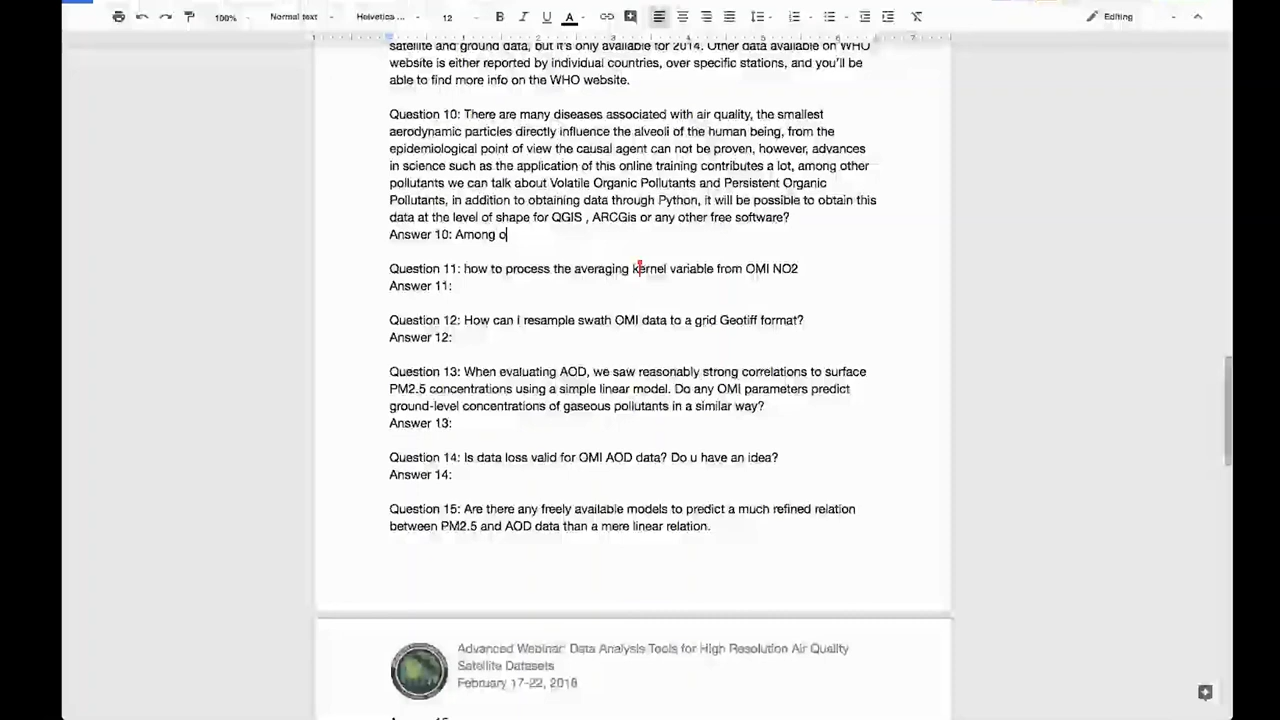 100% Normal text Helvetica ... 12 B I U A Editing
satellite and ground data, but it's only available for 2014. Other data available on WHO
website is either reported by individual countries, over specific stations, and you'll be
able to find more info on the WHO website.
Question 10: There are many diseases associated with air quality, the smallest
aerodynamic particles directly influence the alveoli of the human being, from the
epidemiological point of view the causal agent can not be proven, however, advances
in science such as the application of this online training contributes a lot, among other
pollutants we can talk about Volatile Organic Pollutants and Persistent Organic
Pollutants, in addition to obtaining data through Python, it will be possible to obtain this
data at the level of shape for QGIS , ARCGis or any other free software?
Answer 10: Among o
Question 11: how to process the averaging kernel variable from OMI NO2
Answer 11:
Question 12: How can I resample swath OMI data to a grid Geotiff format?
Answer 12:
Question 13: When evaluating AOD, we saw reasonably strong correlations to surface
PM2.5 concentrations using a simple linear model. Do any OMI parameters predict
ground-level concentrations of gaseous pollutants in a similar way?
Answer 13:
Question 14: Is data loss valid for OMI AOD data? Do u have an idea?
Answer 14:
Question 15: Are there any freely available models to predict a much refined relation
between PM2.5 and AOD data than a mere linear relation.
Advanced Webinar: Data Analysis Tools for High Resolution Air Quality
Satellite Datasets
February 17-22, 2018